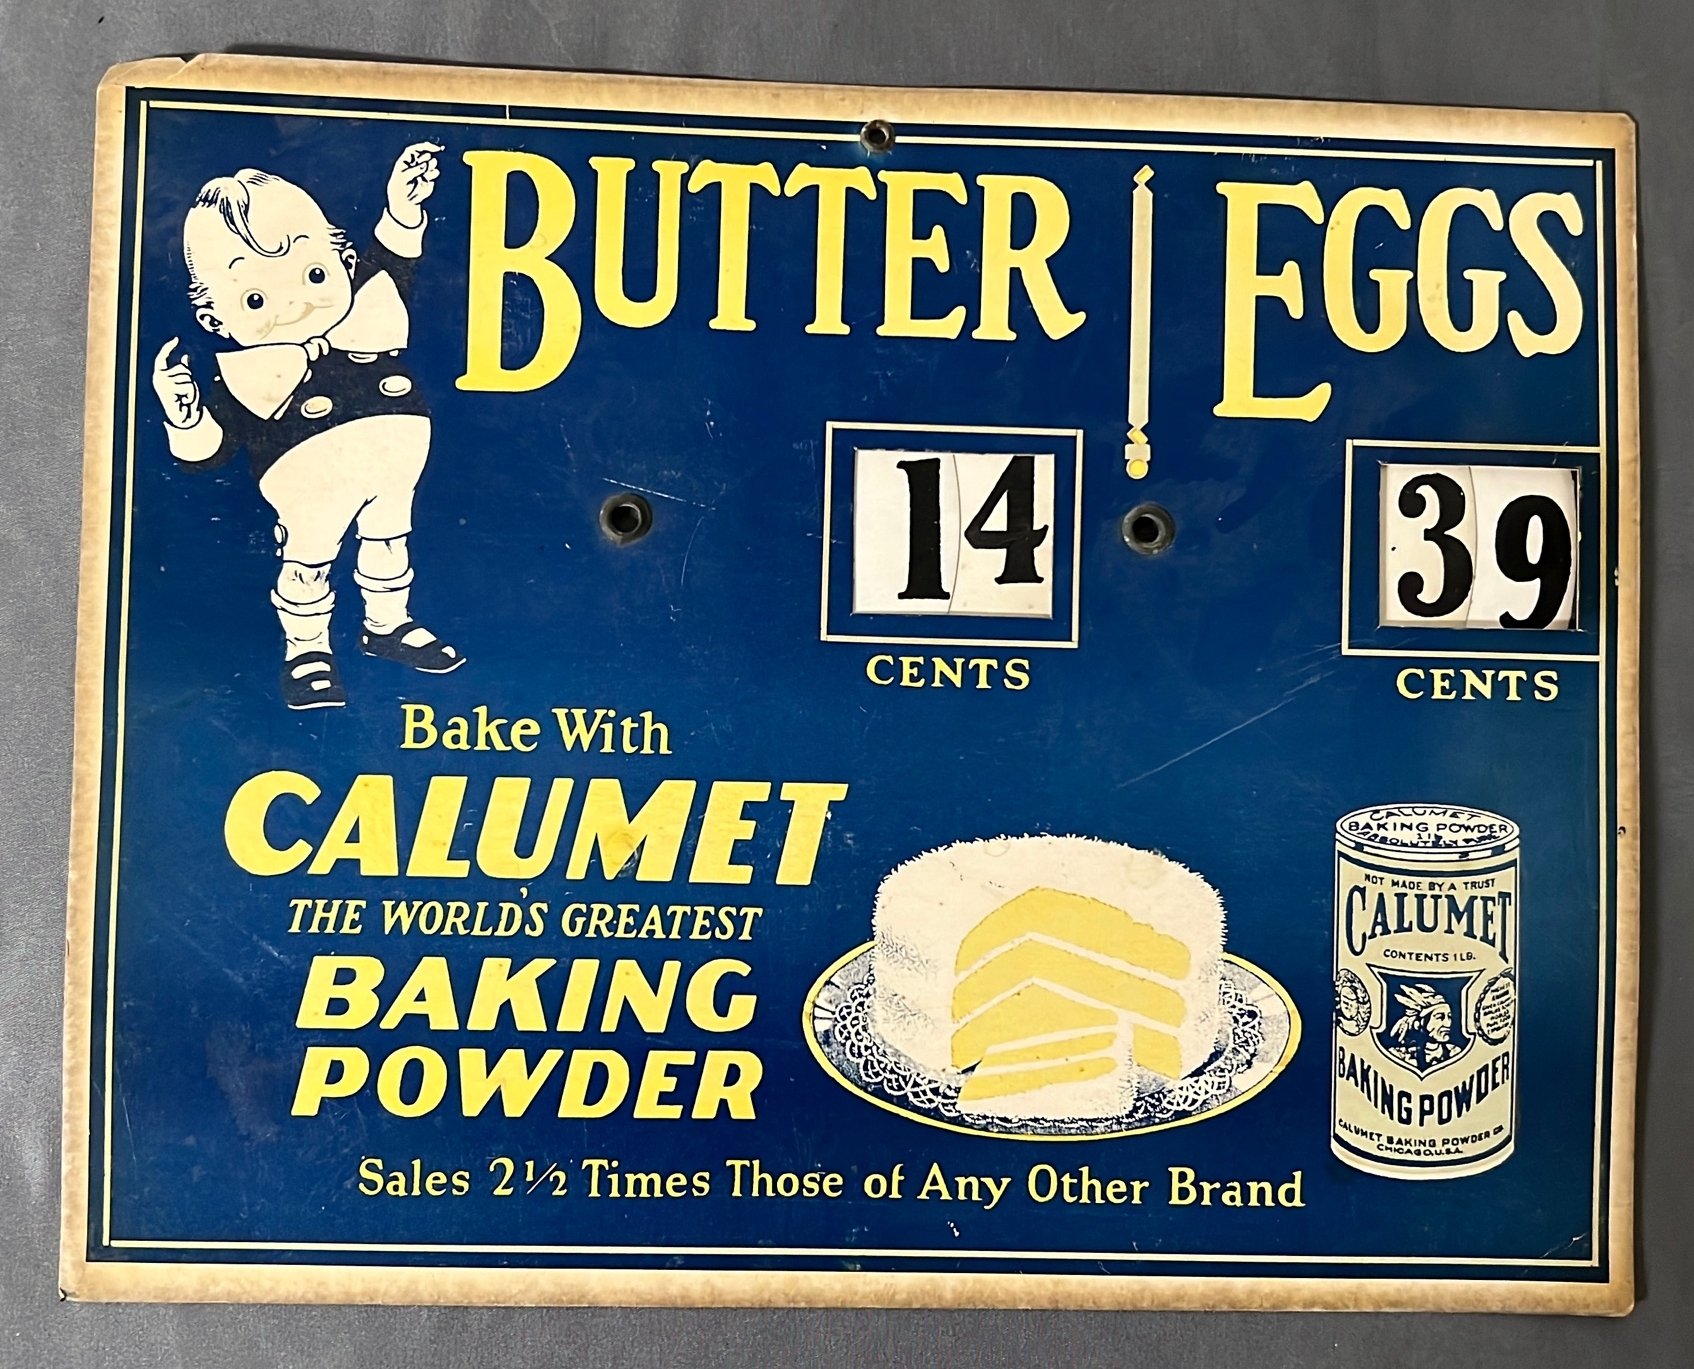 BUTTER
EGGS
14
39
CENTS
CENTS
Bake With
CALUMET
THE WORLD'S GREATEST
BAKING
POWDER
Sales 2½ Times Those of Any Other Brand
CALUMET
BAKING POWDER
ABSOLUTELY
NOT MADE BY A TRUST
CALUMET
CONTENTS 1 LB.
BAKING POWDER
CALUMET BAKING POWDER CO.
CHICAGO, U.S.A.